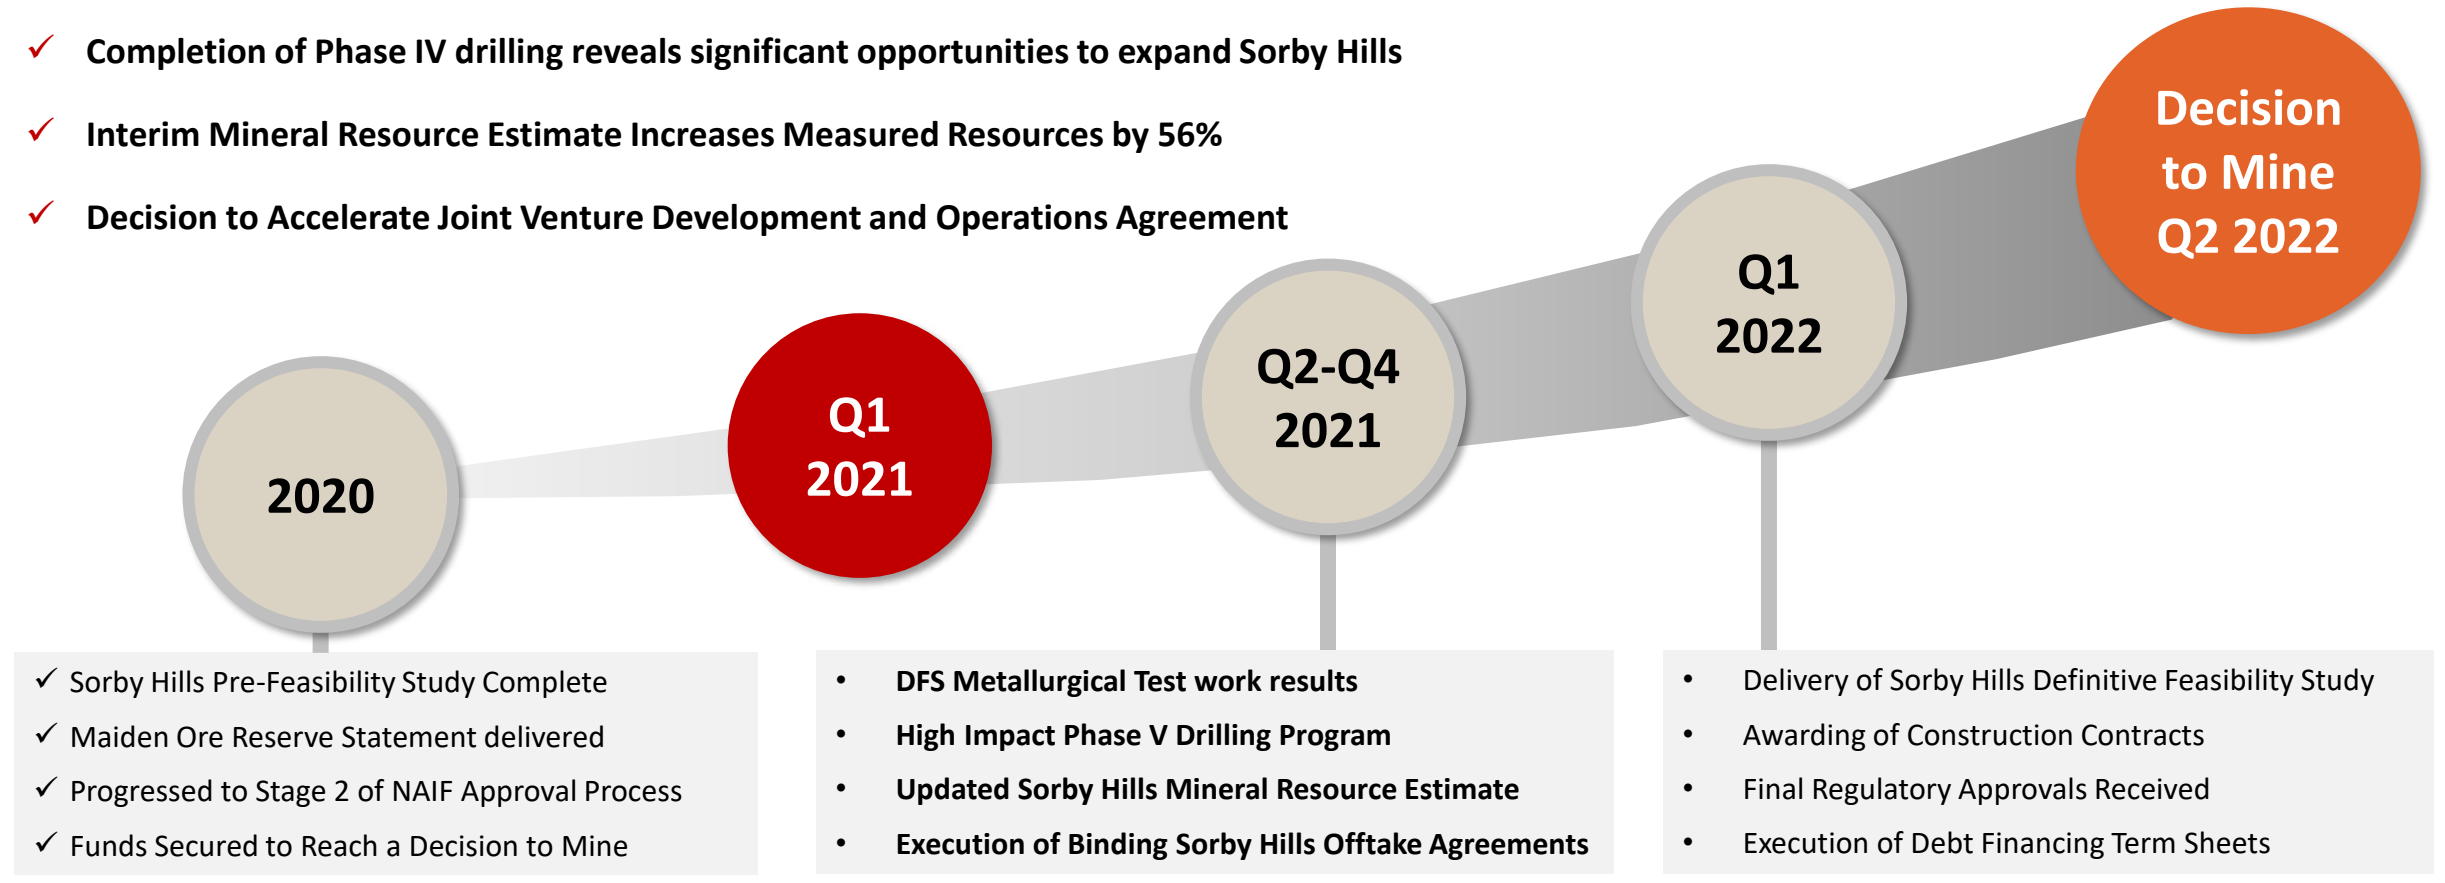 ✓ Completion of Phase IV drilling reveals significant opportunities to expand Sorby Hills
✓ Interim Mineral Resource Estimate Increases Measured Resources by 56%
✓ Decision to Accelerate Joint Venture Development and Operations Agreement
2020
Q1
2021
Q2-Q4
2021
Q1
2022
Decision
to Mine
Q2 2022
✓ Sorby Hills Pre-Feasibility Study Complete
✓ Maiden Ore Reserve Statement delivered
✓ Progressed to Stage 2 of NAIF Approval Process
✓ Funds Secured to Reach a Decision to Mine
• DFS Metallurgical Test work results
• High Impact Phase V Drilling Program
• Updated Sorby Hills Mineral Resource Estimate
• Execution of Binding Sorby Hills Offtake Agreements
• Delivery of Sorby Hills Definitive Feasibility Study
• Awarding of Construction Contracts
• Final Regulatory Approvals Received
• Execution of Debt Financing Term Sheets